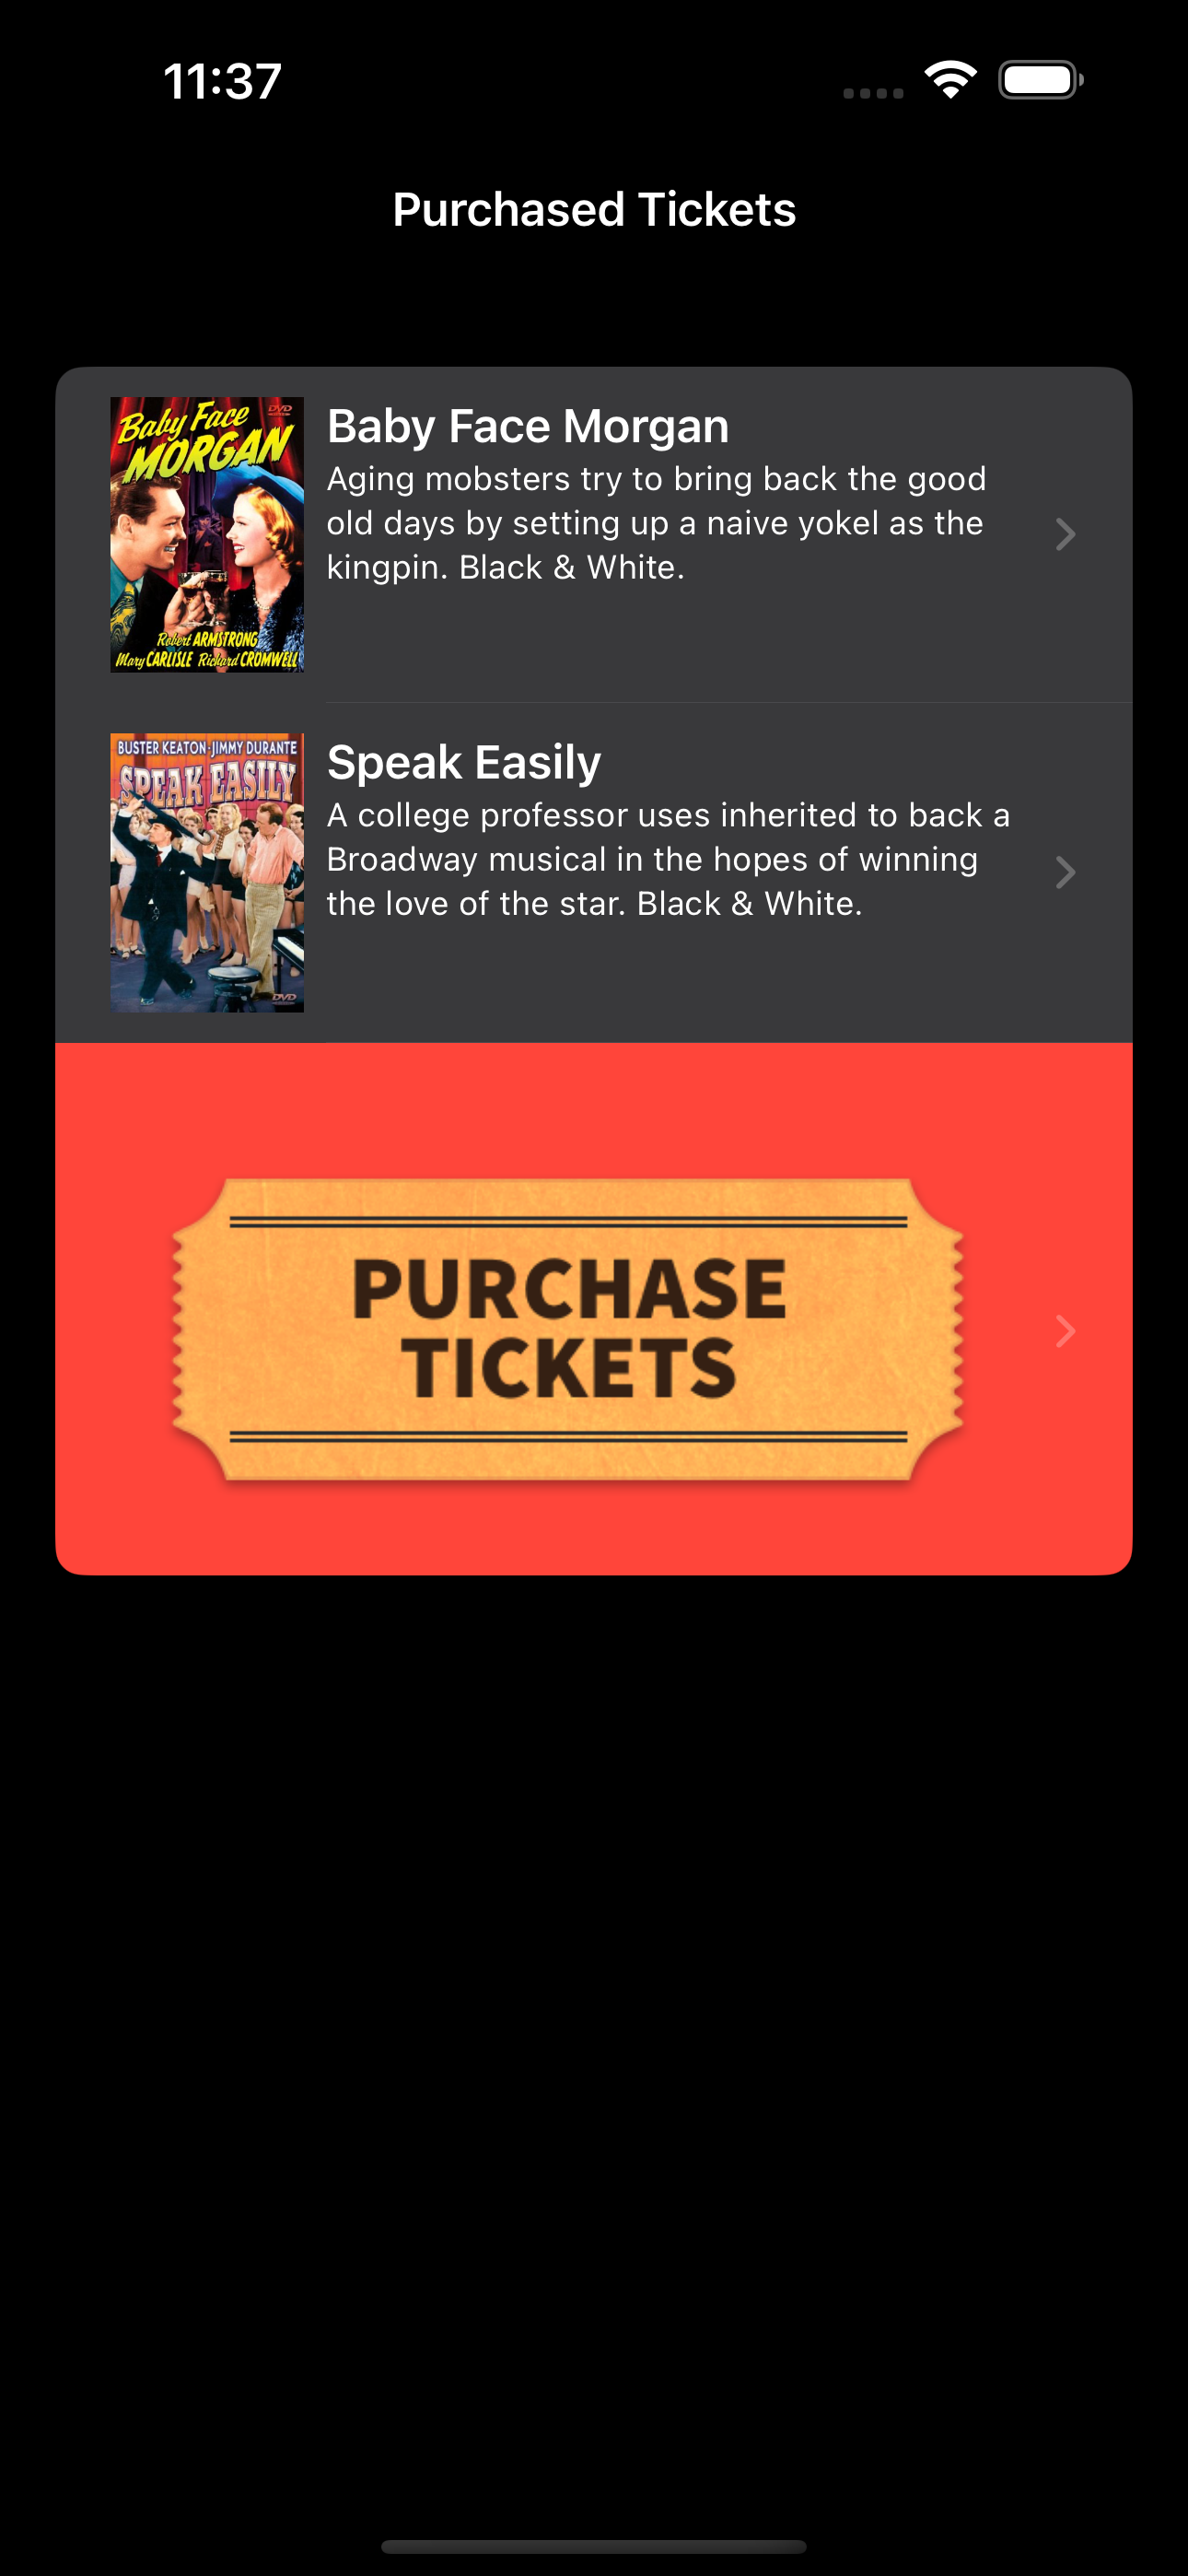 11:37
Purchased Tickets
DVD
Baby Face
MORGAN
Robert ARMSTRONG
Mary CARLISLE Richard CROMWELL
Baby Face Morgan
Aging mobsters try to bring back the good
old days by setting up a naive yokel as the
kingpin. Black & White.
BUSTER KEATON·JIMMY DURANTE
SPEAK EASILY
DVD
Speak Easily
A college professor uses inherited to back a
Broadway musical in the hopes of winning
the love of the star. Black & White.
PURCHASE
TICKETS